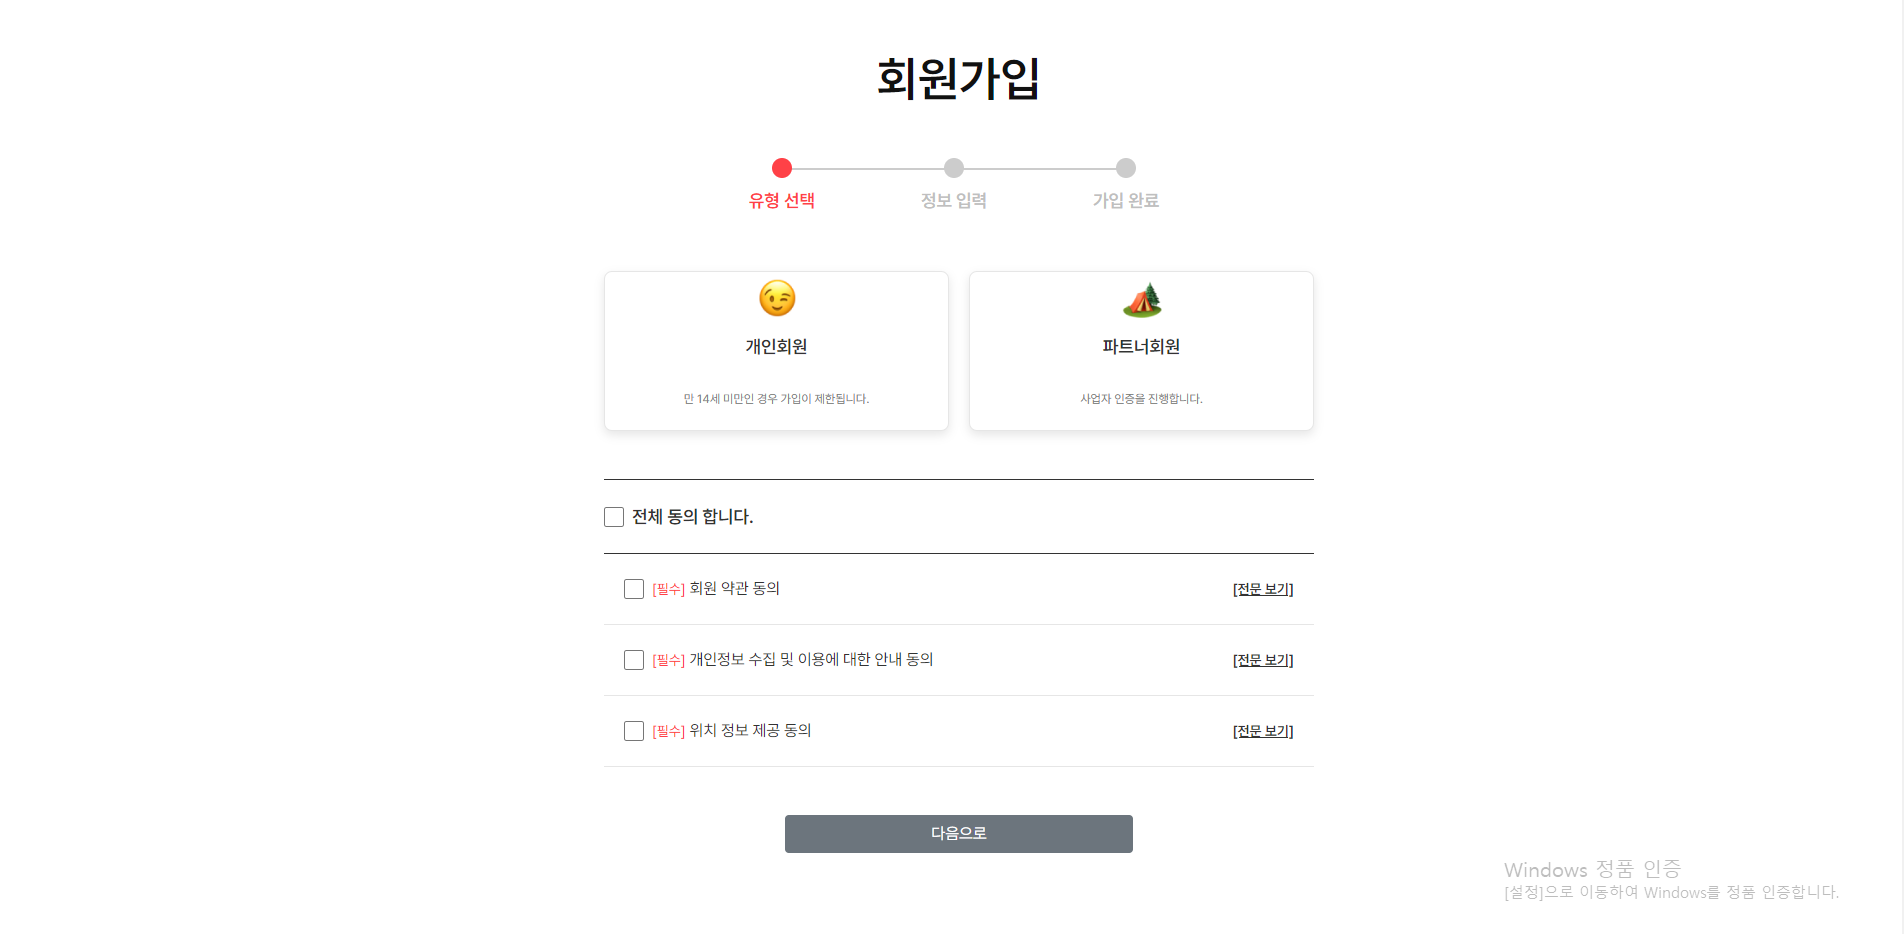 회원가입
유형 선택
정보 입력
가입 완료
개인회원
만 14세 미만인 경우 가입이 제한됩니다.
파트너회원
사업자 인증을 진행합니다.
전체 동의 합니다.
[필수] 회원 약관 동의 [전문 보기]
[필수] 개인정보 수집 및 이용에 대한 안내 동의 [전문 보기]
[필수] 위치 정보 제공 동의 [전문 보기]
다음으로
Windows 정품 인증
[설정]으로 이동하여 Windows를 정품 인증합니다.